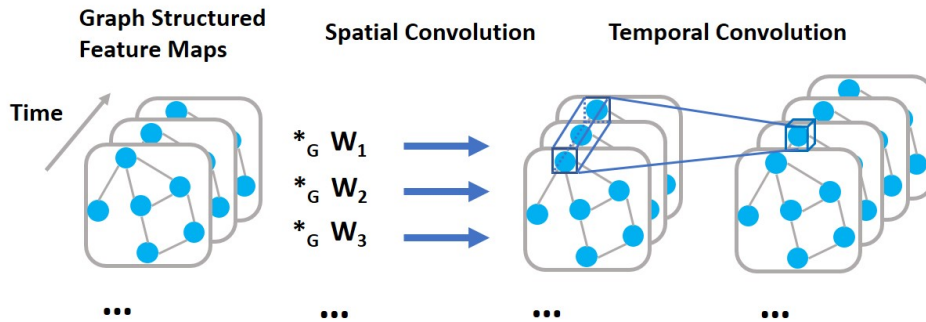 Graph Structured
Feature Maps
Spatial Convolution
Temporal Convolution
Time
*G W1
*G W2
*G W3
... ... ... ...